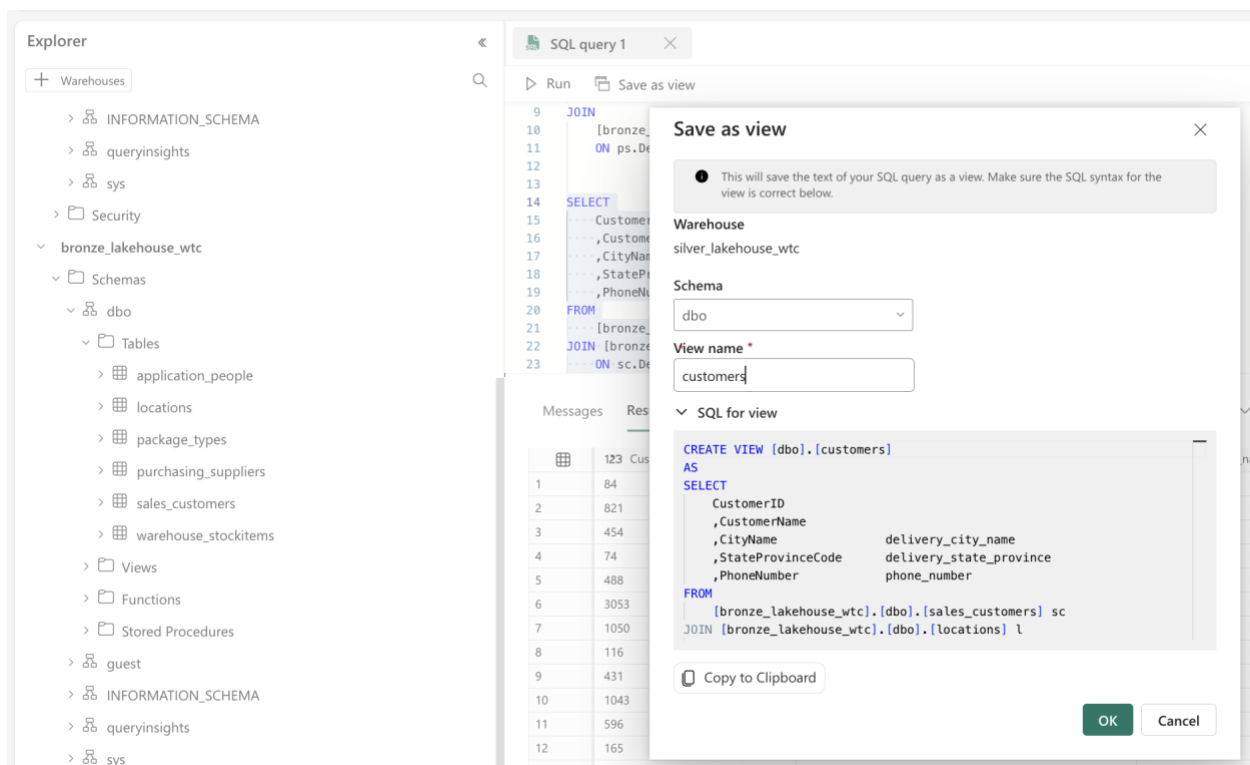 Explorer
Warehouses
INFORMATION_SCHEMA
queryinsights
sys
Security
bronze_lakehouse_wtc
Schemas
dbo
Tables
application_people
locations
package_types
purchasing_suppliers
sales_customers
warehouse_stockitems
Views
Functions
Stored Procedures
guest
INFORMATION_SCHEMA
queryinsights
sys
SQL query 1
Run Save as view
9 JOIN
10 [bronze_
11 ON ps.De
12
13
14 SELECT
15 Customer
16 ,Custome
17 ,CityNam
18 ,StatePr
19 ,PhoneNu
20 FROM
21 [bronze_
22 JOIN [bronze
23 ON sc.De
Messages Res
123 Cus
1 84
2 821
3 454
4 74
5 488
6 3053
7 1050
8 116
9 431
10 1043
11 596
12 165
Save as view
This will save the text of your SQL query as a view. Make sure the SQL syntax for the
view is correct below.
Warehouse
silver_lakehouse_wtc
Schema
dbo
View name *
customers
SQL for view
CREATE VIEW [dbo].[customers]
AS
SELECT
CustomerID
,CustomerName
,CityName delivery_city_name
,StateProvinceCode delivery_state_province
,PhoneNumber phone_number
FROM
[bronze_lakehouse_wtc].[dbo].[sales_customers] sc
JOIN [bronze_lakehouse_wtc].[dbo].[locations] l
Copy to Clipboard
OK Cancel